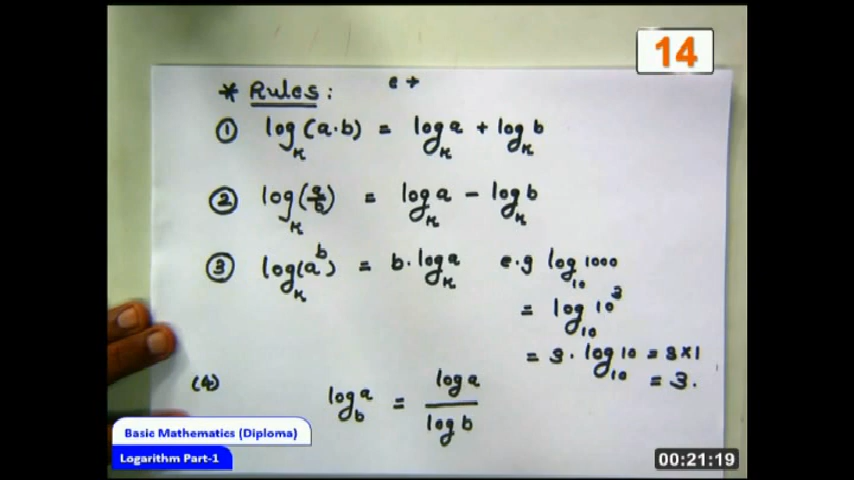 14
* Rules: e +
① log_k(a·b) = log_k a + log_k b
② log_k(a/b) = log_k a - log_k b
③ log_k(a^b) = b·log_k a e.g log_10 1000
= log_10 10^3
= 3·log_10 10 = 3×1
= 3.
(4) log_b a = log a / log b
Basic Mathematics (Diploma)
Logarithm Part-1
00:21:19